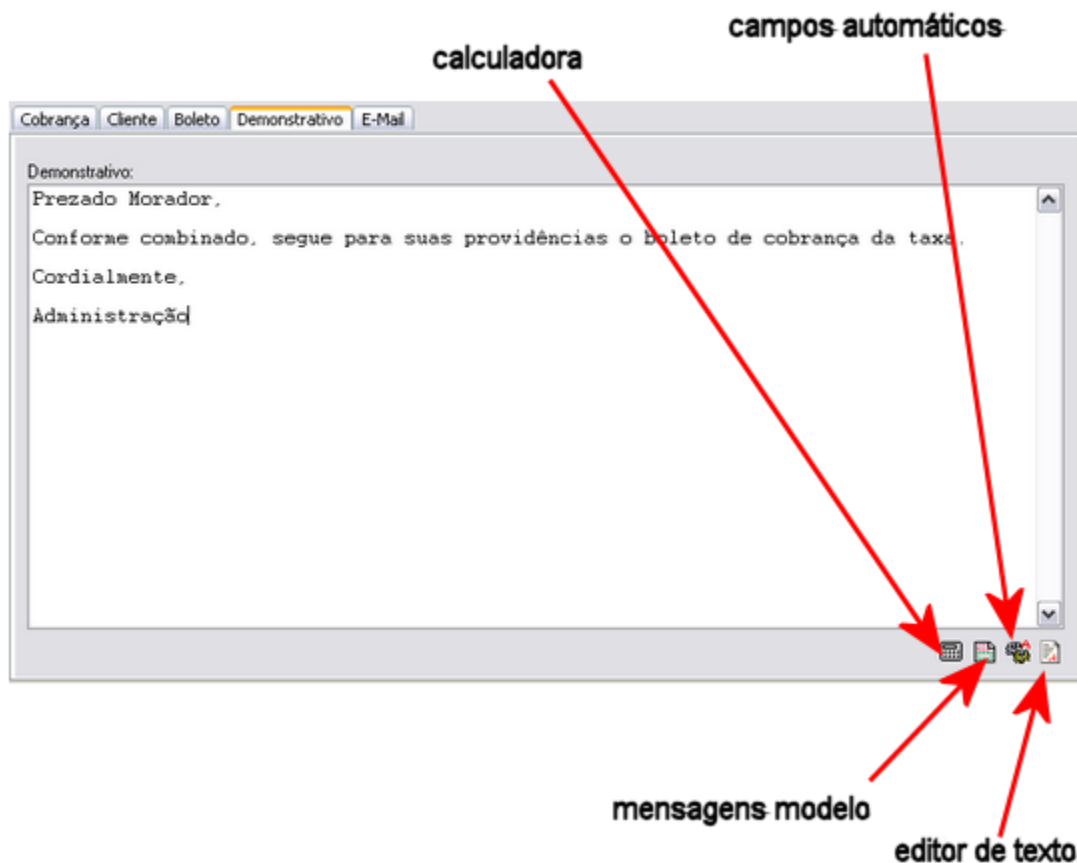 campos automáticos
calculadora
Cobrança Cliente Boleto Demonstrativo E-Mail
Demonstrativo:
Prezado Morador,
Conforme combinado, segue para suas providências o boleto de cobrança da taxa.
Cordialmente,
Administração
mensagens modelo
editor de texto